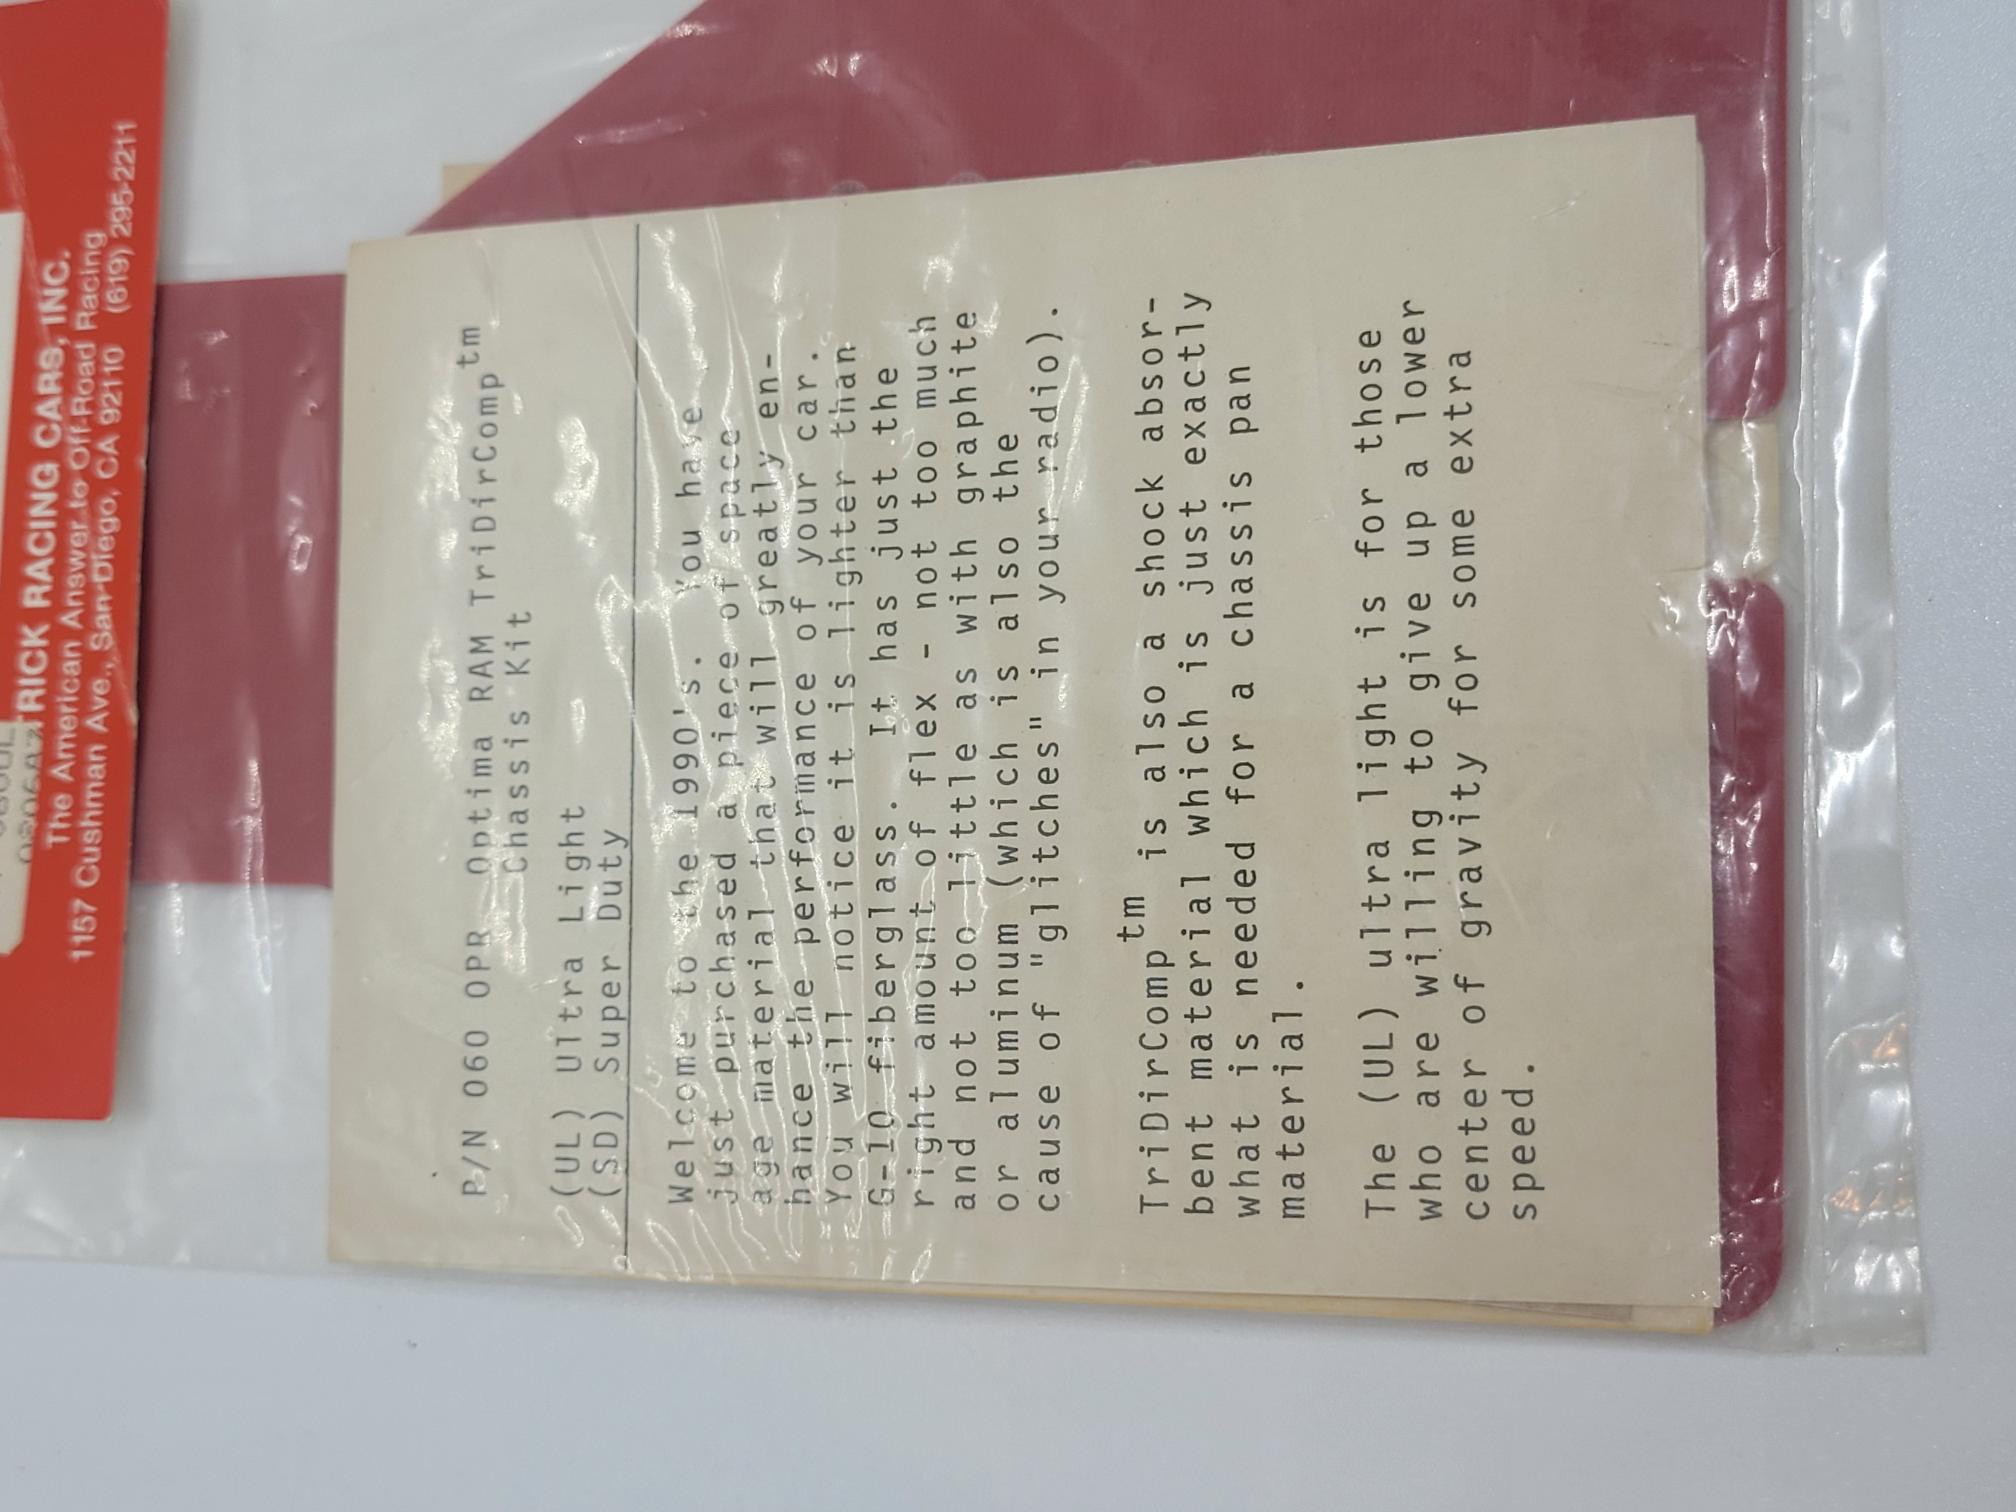 TRICK RACING CARS, INC.
The American Answer to Off-Road Racing
1157 Cushman Ave., San Diego, CA 92110 (619) 295-2211
P/N 060 OPR Optima RAM TriDirComp tm
Chassis Kit
(UL) Ultra Light
(SD) Super Duty
Welcome to the 1990's. You have
just purchased a piece of space
age material that will greatly en-
hance the performance of your car.
You will notice it is lighter than
G-10 fiberglass. It has just the
right amount of flex - not too much
and not too little as with graphite
or aluminum (which is also the
cause of "glitches" in your radio).
TriDirComp tm is also a shock absor-
bent material which is just exactly
what is needed for a chassis pan
material.
The (UL) ultra light is for those
who are willing to give up a lower
center of gravity for some extra
speed.